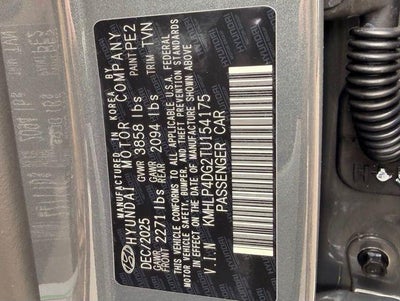 MANUFACTURED IN KOREA BY
HYUNDAI MOTOR COMPANY
DEC/2025 GVWR 3858 lbs PAINT PE2
GAWR FRONT 2271 lbs GAWR REAR 2094 lbs TRIM TVN
THIS VEHICLE CONFORMS TO ALL APPLICABLE U.S.A. FEDERAL
MOTOR VEHICLE SAFETY, BUMPER, AND THEFT PREVENTION STANDARDS
IN EFFECT ON THE DATE OF MANUFACTURE SHOWN ABOVE.
V.I.N. : KMHLP4DG2TU154175
PASSENGER CAR